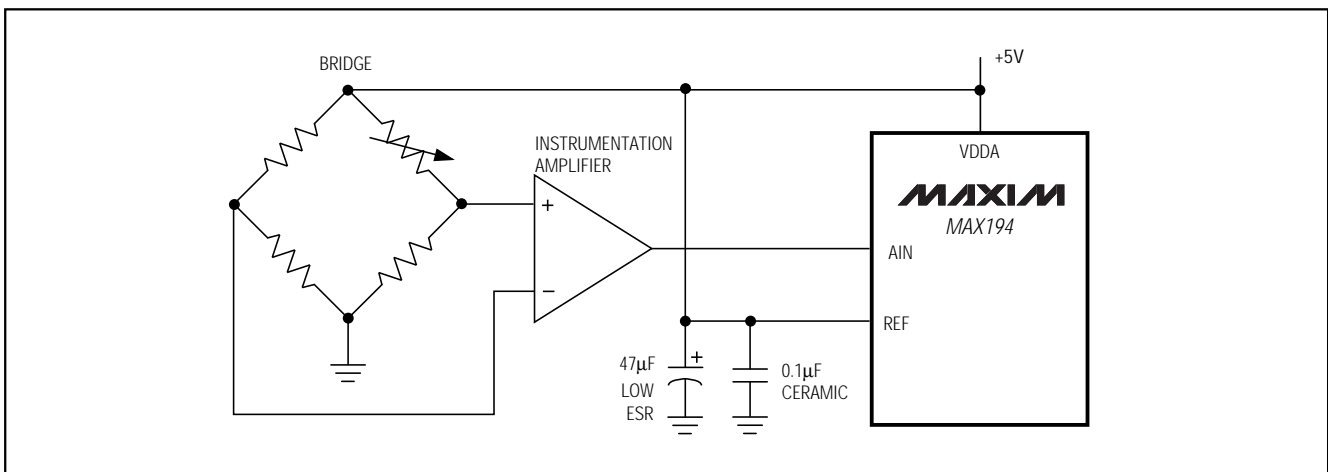 BRIDGE
+5V
INSTRUMENTATION
AMPLIFIER
+
−
VDDA
MAXIM
MAX194
AIN
REF
47µF
LOW
ESR
+
0.1µF
CERAMIC